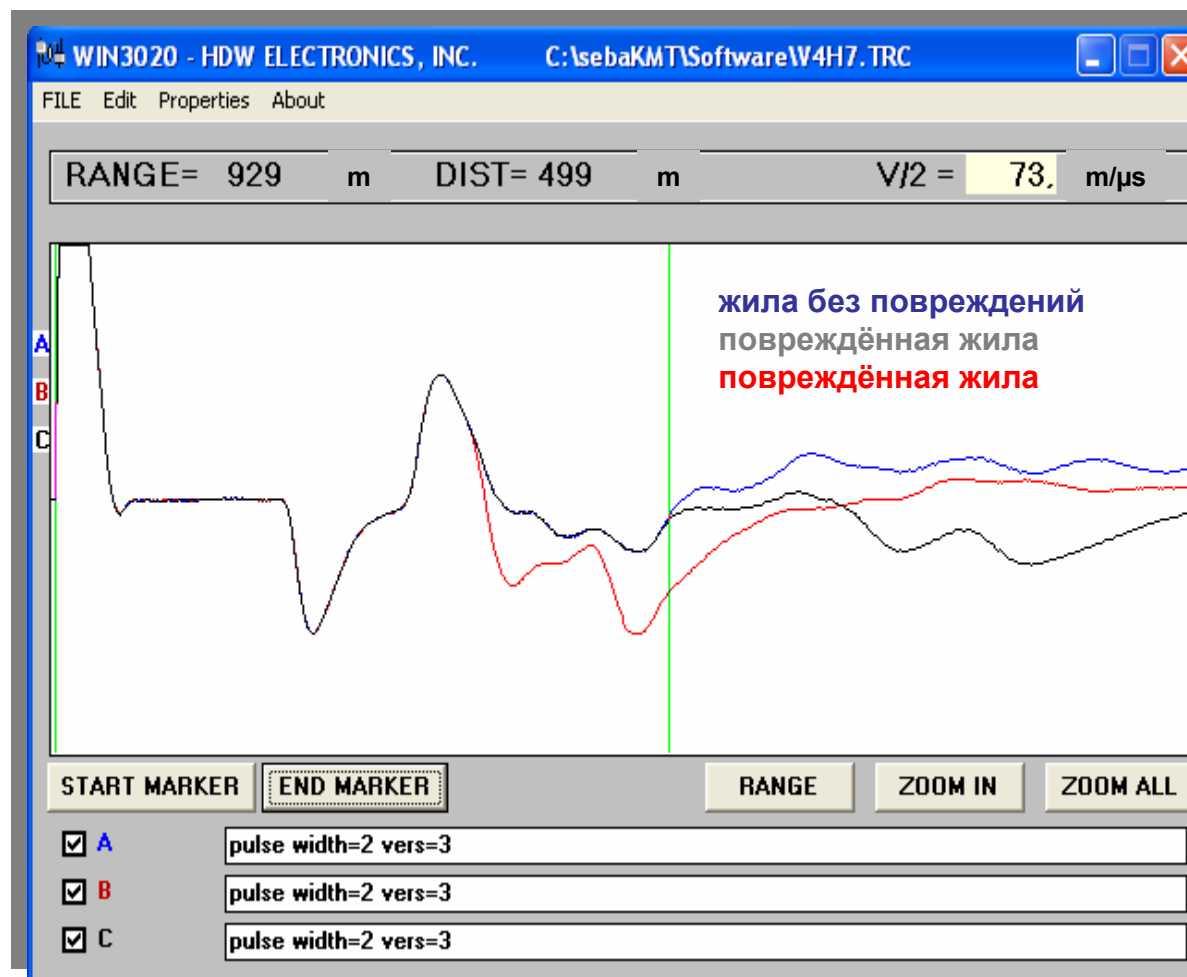 WIN3020 - HDW ELECTRONICS, INC. C:\sebaKMT\Software\V4H7.TRC
FILE Edit Properties About
RANGE= 929 m DIST= 499 m V/2 = 73, m/µs
жила без повреждений
повреждённая жила
повреждённая жила
A
B
C
START MARKER END MARKER RANGE ZOOM IN ZOOM ALL
A pulse width=2 vers=3
B pulse width=2 vers=3
C pulse width=2 vers=3